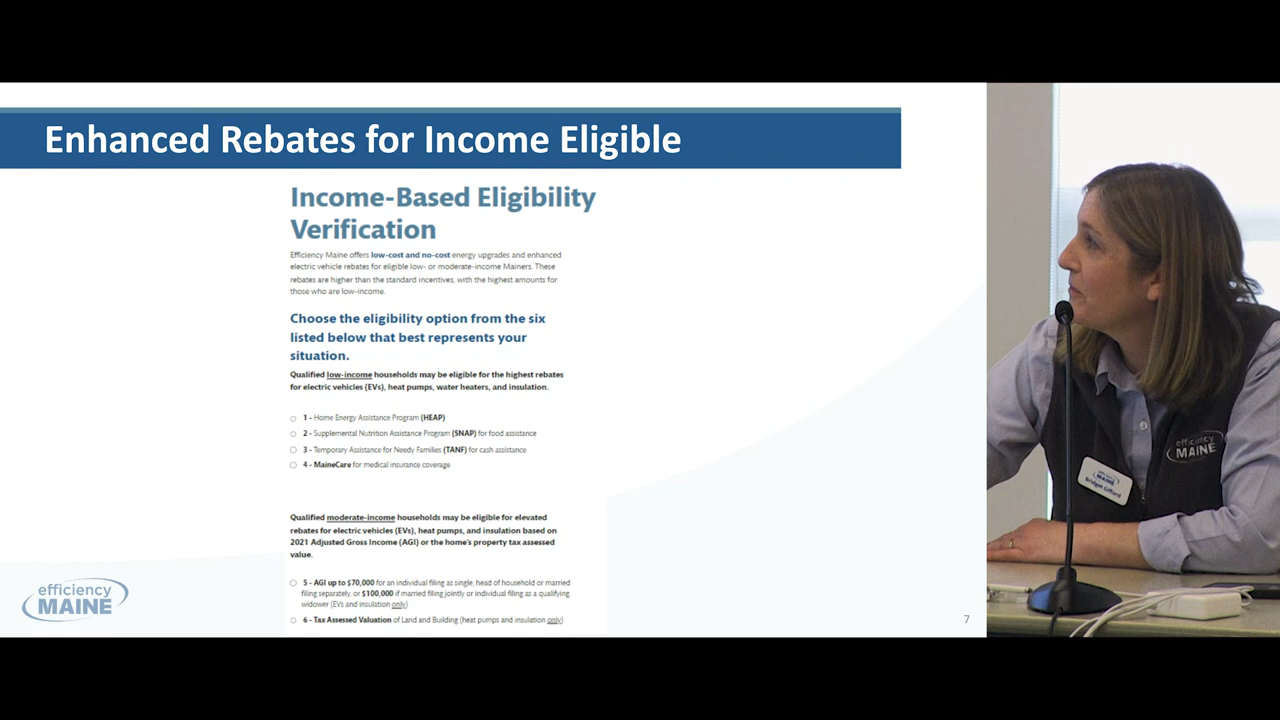 Enhanced Rebates for Income Eligible
Income-Based Eligibility
Verification
Efficiency Maine offers low-cost and no-cost energy upgrades and enhanced
electric vehicle rebates for eligible low- or moderate-income Mainers. These
rebates are higher than the standard incentives, with the highest amounts for
those who are low-income.
Choose the eligibility option from the six
listed below that best represents your
situation.
Qualified low-income households may be eligible for the highest rebates
for electric vehicles (EVs), heat pumps, water heaters, and insulation.
1 - Home Energy Assistance Program (HEAP)
2 - Supplemental Nutrition Assistance Program (SNAP) for food assistance
3 - Temporary Assistance for Needy Families (TANF) for cash assistance
4 - MaineCare for medical insurance coverage
Qualified moderate-income households may be eligible for elevated
rebates for electric vehicles (EVs), heat pumps, and insulation based on
2021 Adjusted Gross Income (AGI) or the home's property tax assessed
value.
5 - AGI up to $70,000 for an individual filing as single, head of household or married
filing separately, or $100,000 if married filing jointly or individual filing as a qualifying
widower (EVs and insulation only)
6 - Tax Assessed Valuation of Land and Building (heat pumps and insulation only)
efficiency
MAINE
7
efficiency
MAINE
efficiency
MAINE
Bridget Gifford